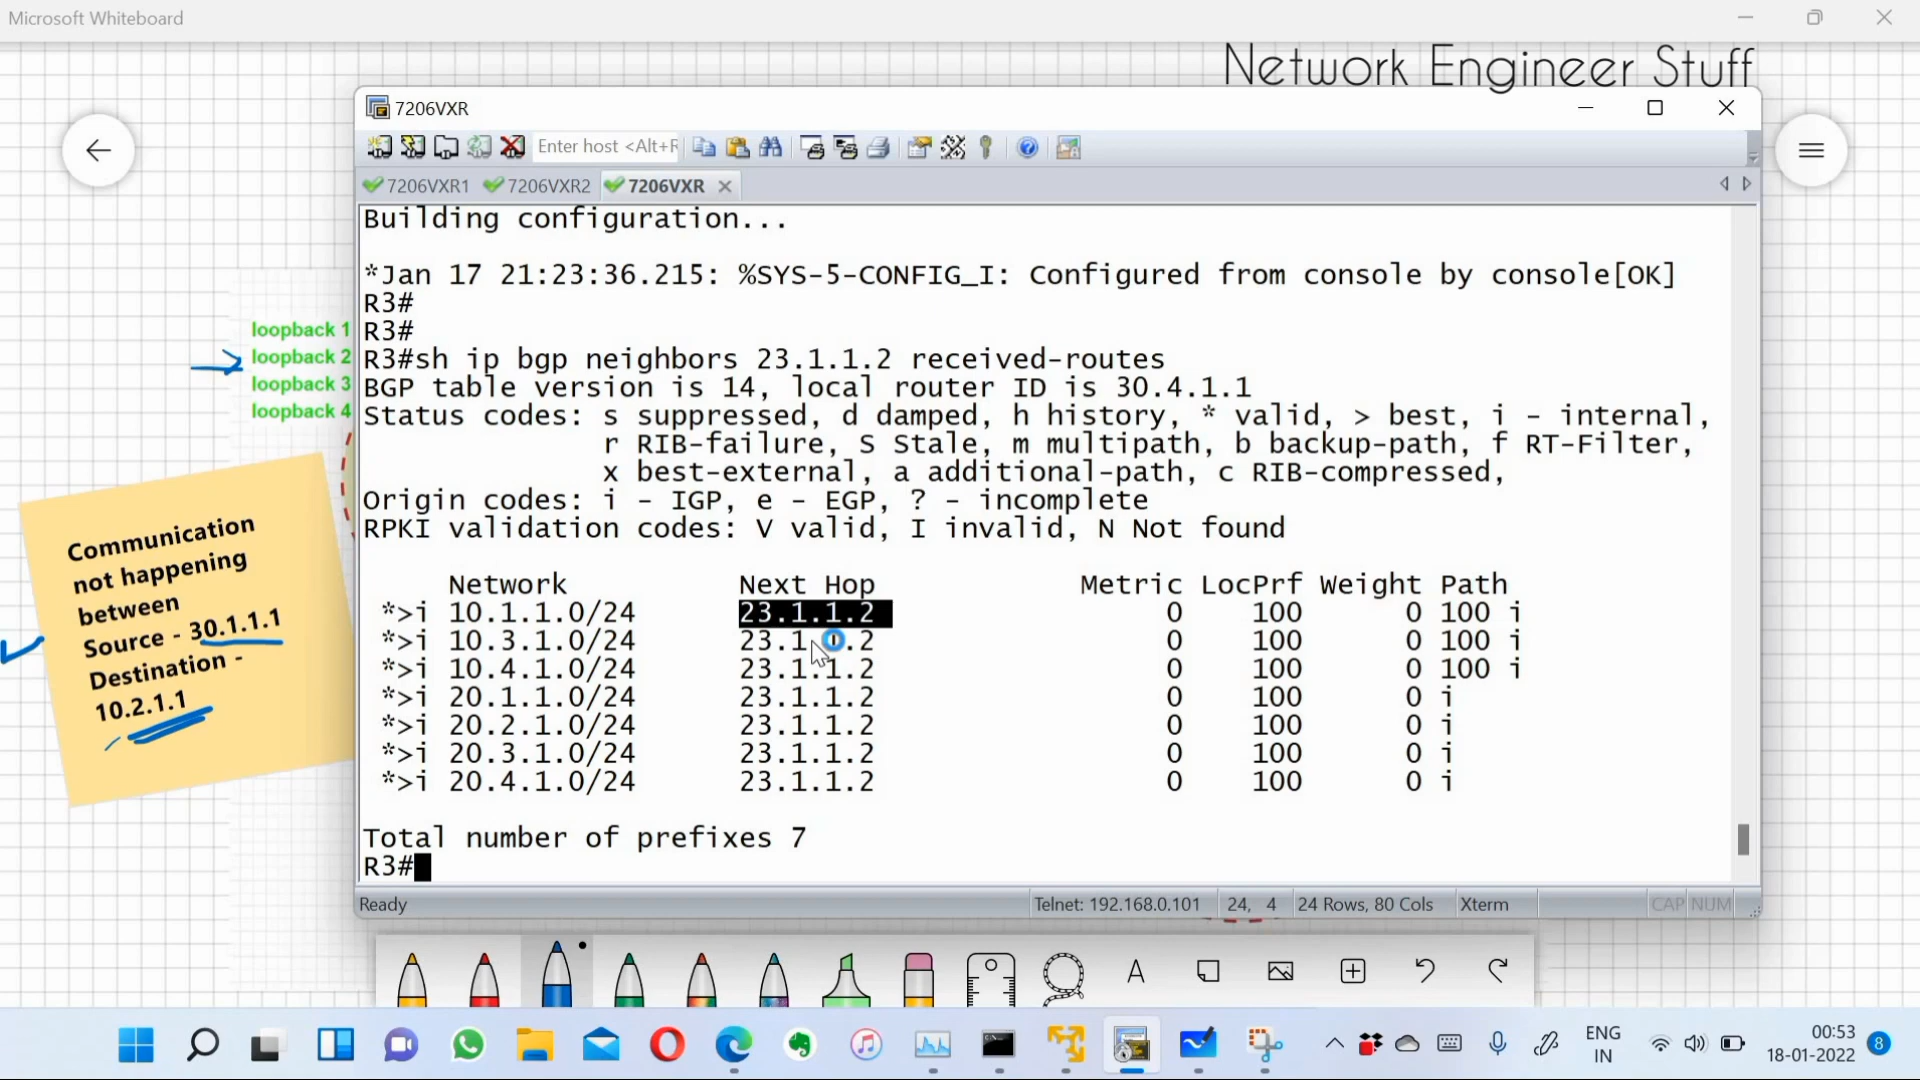 Microsoft Whiteboard
Network Engineer Stuff
7206VXR
Enter host <Alt+R
7206VXR1 7206VXR2 7206VXR
Building configuration...
*Jan 17 21:23:36.215: %SYS-5-CONFIG_I: Configured from console by console[OK]
R3#
R3#
R3#sh ip bgp neighbors 23.1.1.2 received-routes
BGP table version is 14, local router ID is 30.4.1.1
Status codes: s suppressed, d damped, h history, * valid, > best, i - internal,
r RIB-failure, S Stale, m multipath, b backup-path, f RT-Filter,
x best-external, a additional-path, c RIB-compressed,
Origin codes: i - IGP, e - EGP, ? - incomplete
RPKI validation codes: V valid, I invalid, N Not found
Network Next Hop Metric LocPrf Weight Path
*>i 10.1.1.0/24 23.1.1.2 0 100 0 100 i
*>i 10.3.1.0/24 23.1. .2 0 100 0 100 i
*>i 10.4.1.0/24 23.1.1.2 0 100 0 100 i
*>i 20.1.1.0/24 23.1.1.2 0 100 0 i
*>i 20.2.1.0/24 23.1.1.2 0 100 0 i
*>i 20.3.1.0/24 23.1.1.2 0 100 0 i
*>i 20.4.1.0/24 23.1.1.2 0 100 0 i
Total number of prefixes 7
R3#
Ready Telnet: 192.168.0.101 24, 4 24 Rows, 80 Cols Xterm CAP NUM
loopback 1
loopback 2
loopback 3
loopback 4
Communication
not happening
between
Source - 30.1.1.1
Destination -
10.2.1.1
A
ENG
IN
00:53
18-01-2022
8